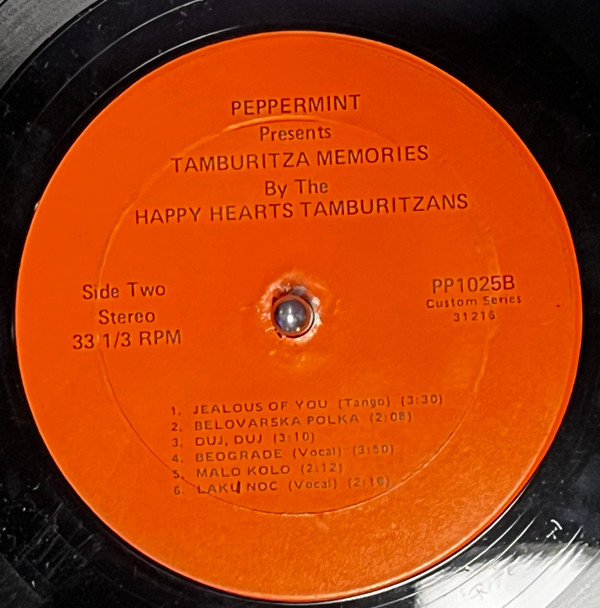 PEPPERMINT
Presents
TAMBURITZA MEMORIES
By The
HAPPY HEARTS TAMBURITZANS
Side Two
Stereo
33 1/3 RPM
PP1025B
Custom Series
31216
1. JEALOUS OF YOU (Tango) (3:30)
2. BELOVARSKA POLKA (2:08)
3. DUJ, DUJ (3:10)
4. BEOGRADE (Vocal) (3:50)
5. MALO KOLO (2:12)
6. LAKU NOC (Vocal) (2:10)